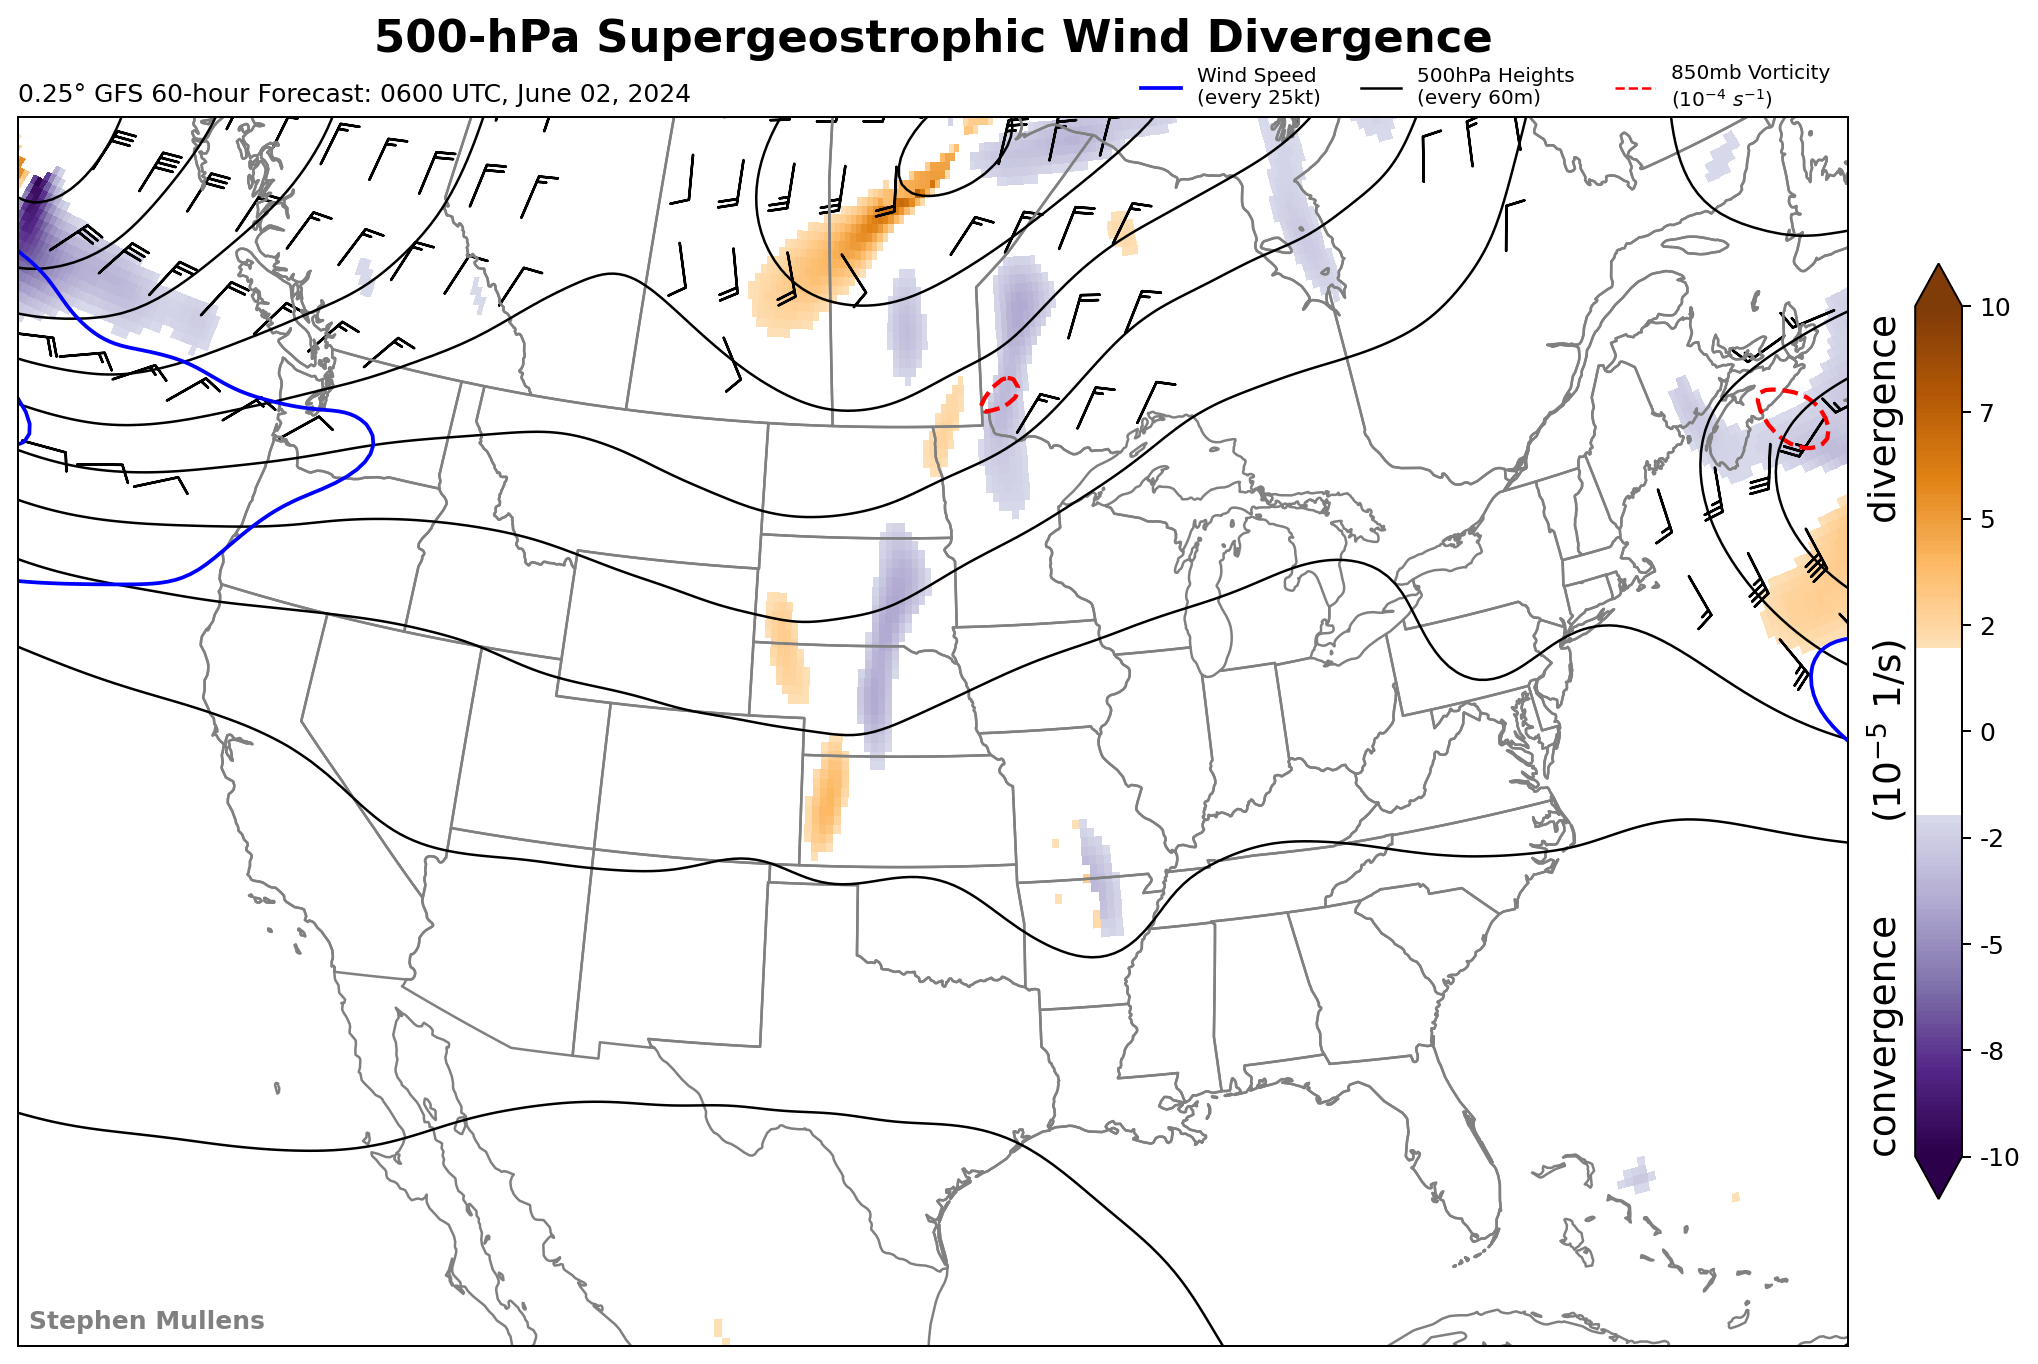 500-hPa Supergeostrophic Wind Divergence
0.25° GFS 60-hour Forecast: 0600 UTC, June 02, 2024
Wind Speed
(every 25kt)
500hPa Heights
(every 60m)
850mb Vorticity
(10⁻⁴ s⁻¹)
10
7
5
2
0
-2
-5
-8
-10
convergence (10⁻⁵ 1/s) divergence
Stephen Mullens